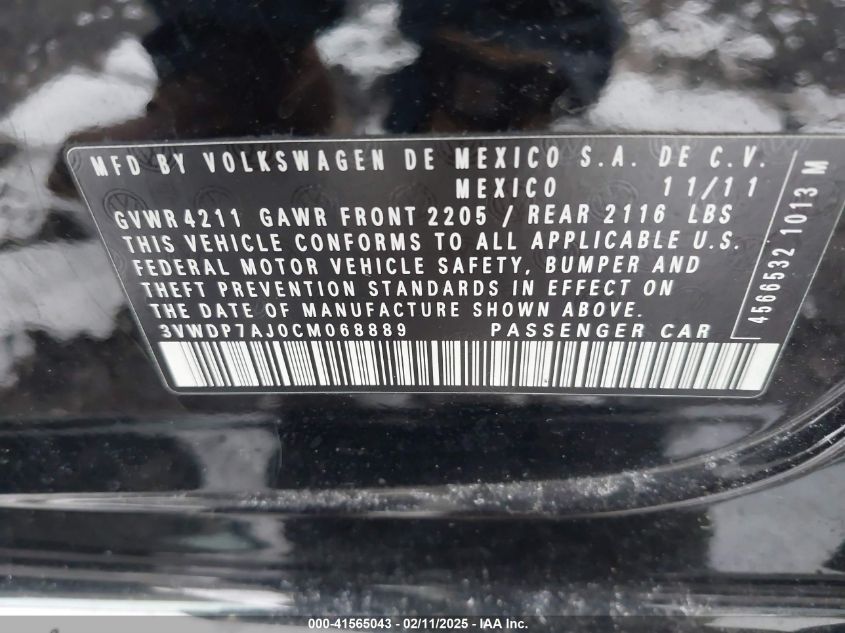 MFD BY VOLKSWAGEN DE MEXICO S.A. DE C.V.
MEXICO 11/11
GVWR 4211 GAWR FRONT 2205 / REAR 2116 LBS
THIS VEHICLE CONFORMS TO ALL APPLICABLE U.S.
FEDERAL MOTOR VEHICLE SAFETY, BUMPER AND
THEFT PREVENTION STANDARDS IN EFFECT ON
THE DATE OF MANUFACTURE SHOWN ABOVE.
3VWDP7AJ0CM068889 PASSENGER CAR
4566532 1013 M
000-41565043 - 02/11/2025 - IAA Inc.